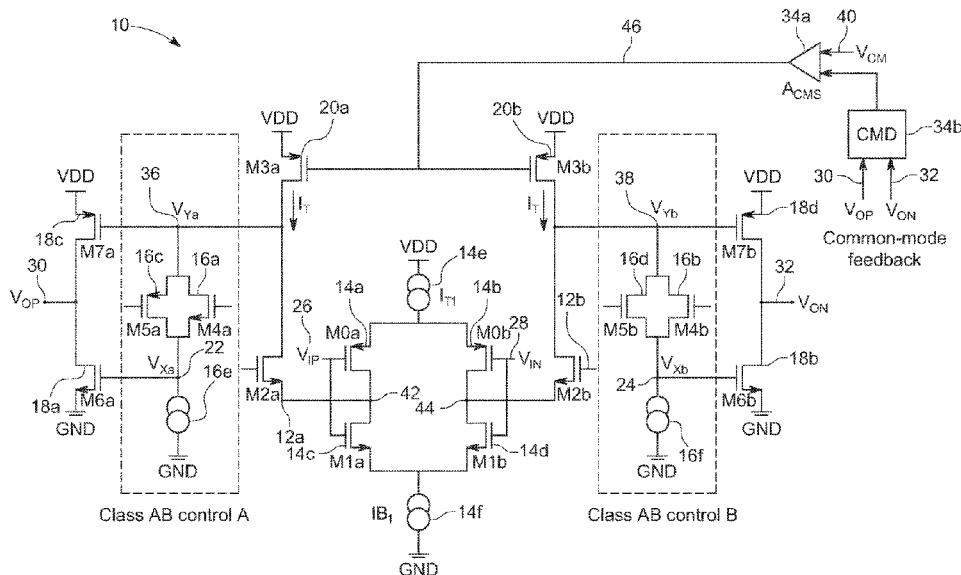 10
46
34a
40
V_CM
A_CMS
CMD
34b
30
32
V_OP
V_ON
Common-mode
feedback
VDD
20a
M3a
I_T
VDD
20b
M3b
I_T
VDD
18c
M7a
36
V_Ya
16c
16a
M5a
M4a
30
V_OP
V_Xa
22
18a
M6a
GND
16e
GND
Class AB control A
VDD
14e
I_T1
14a
14b
26
V_IP
M0a
M0b
28
V_IN
12b
M2a
12a
42
44
M2b
M1a
14c
M1b
14d
IB_1
14f
GND
38
V_Yb
16d
16b
M5b
M4b
V_Xb
24
16f
GND
Class AB control B
VDD
18d
M7b
32
V_ON
18b
M6b
GND